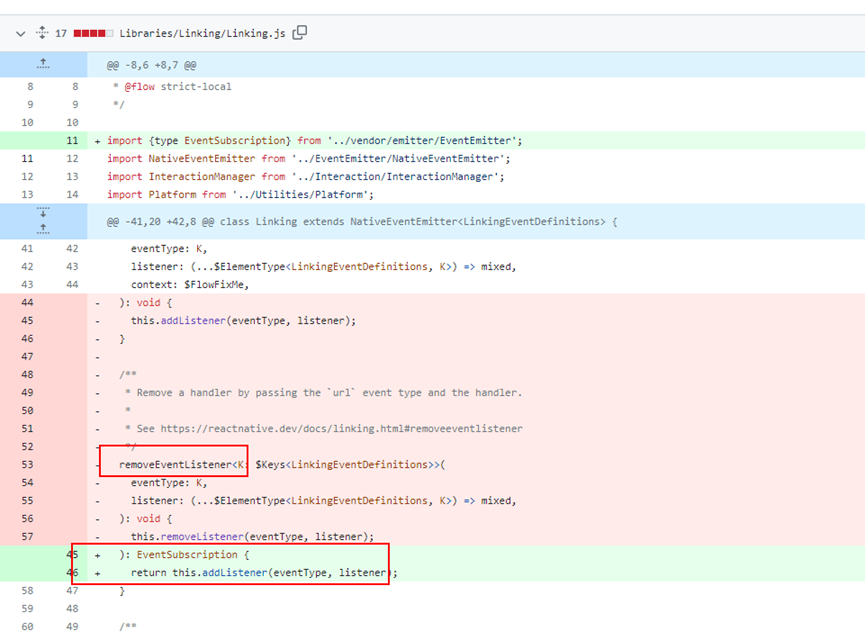 17 Libraries/Linking/Linking.js
@@ -8,6 +8,7 @@
8 8 * @flow strict-local
9 9 */
10 10
11 + import {type EventSubscription} from '../vendor/emitter/EventEmitter';
11 12 import NativeEventEmitter from '../EventEmitter/NativeEventEmitter';
12 13 import InteractionManager from '../Interaction/InteractionManager';
13 14 import Platform from '../Utilities/Platform';
@@ -41,20 +42,8 @@ class Linking extends NativeEventEmitter<LinkingEventDefinitions> {
41 42 eventType: K,
42 43 listener: (...$ElementType<LinkingEventDefinitions, K>) => mixed,
43 44 context: $FlowFixMe,
44 - ): void {
45 - this.addListener(eventType, listener);
46 - }
47 -
48 - /**
49 - * Remove a handler by passing the `url` event type and the handler.
50 - *
51 - * See https://reactnative.dev/docs/linking.html#removeeventlistener
52 - */
53 - removeEventListener<K: $Keys<LinkingEventDefinitions>>(
54 - eventType: K,
55 - listener: (...$ElementType<LinkingEventDefinitions, K>) => mixed,
56 - ): void {
57 - this.removeListener(eventType, listener);
45 + ): EventSubscription {
46 + return this.addListener(eventType, listener);
58 47 }
59 48
60 49 /**